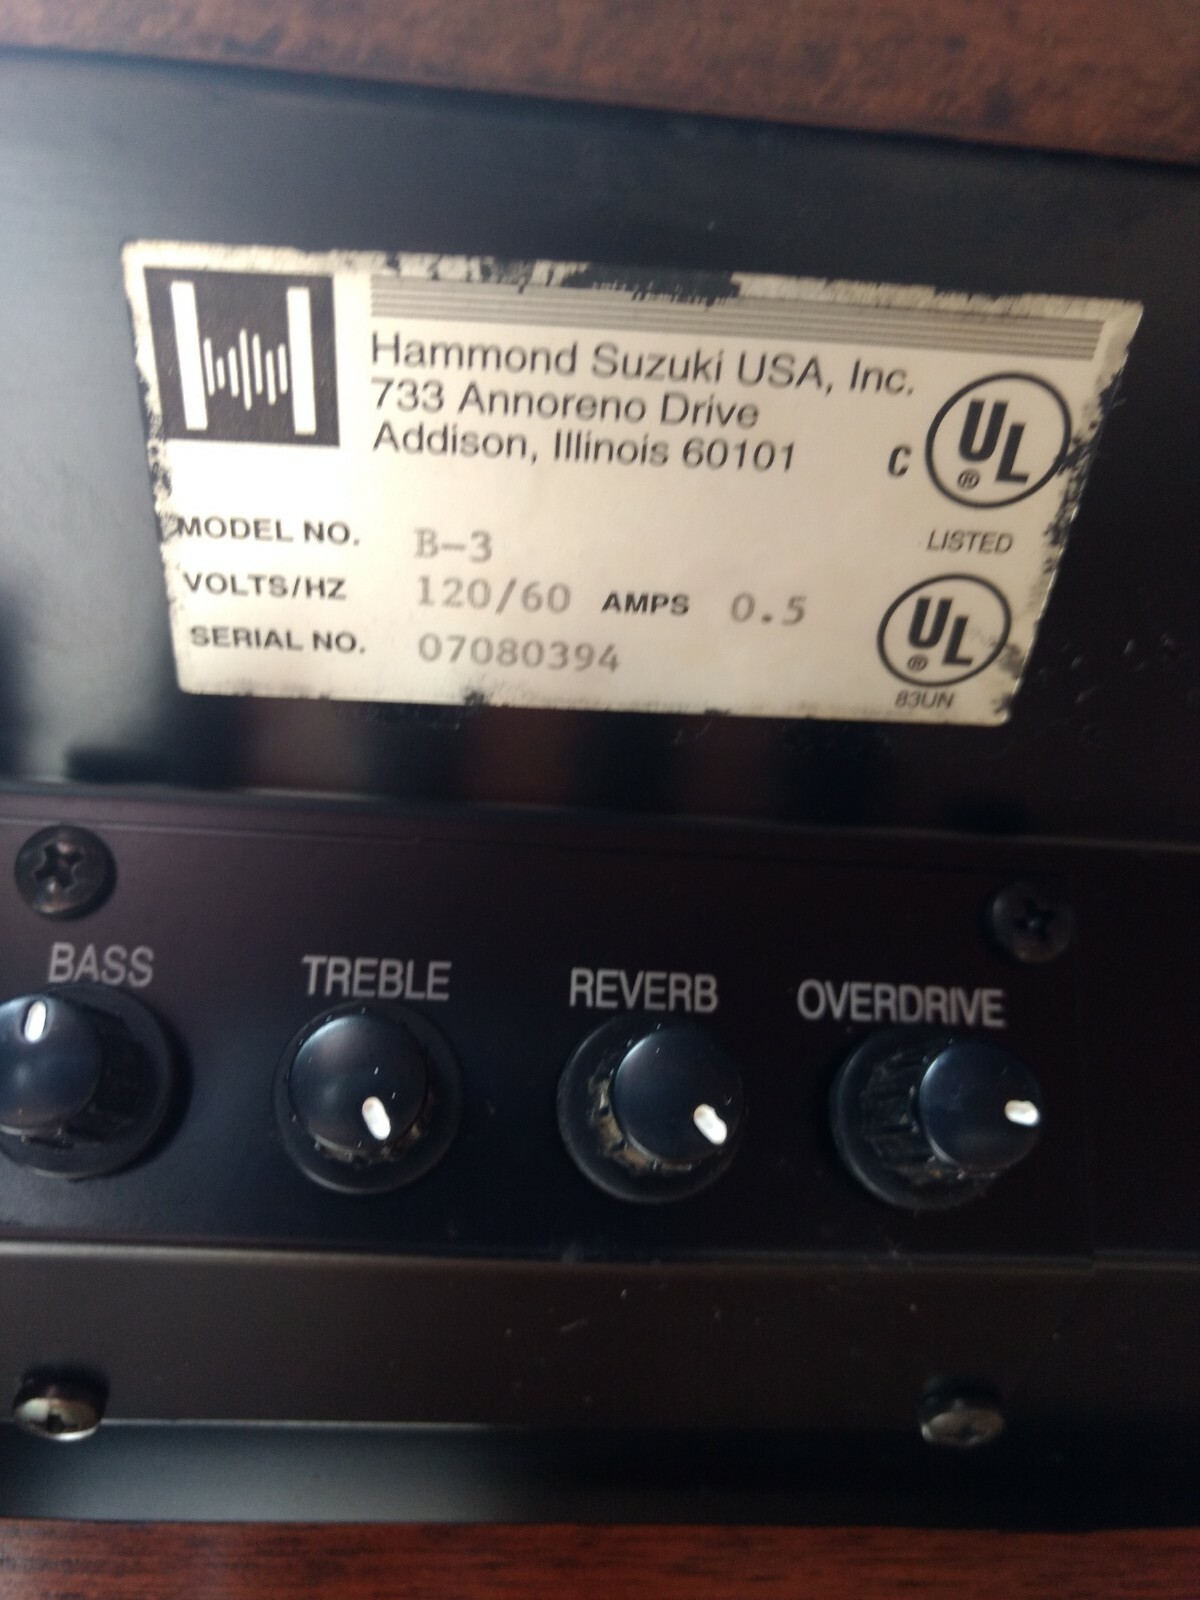 Hammond Suzuki USA, Inc.
733 Annoreno Drive
Addison, Illinois 60101
C UL®
LISTED
MODEL NO. B-3
VOLTS/HZ 120/60 AMPS 0.5
SERIAL NO. 07080394
UL®
83UN
BASS TREBLE REVERB OVERDRIVE